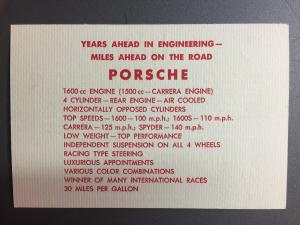 YEARS AHEAD IN ENGINEERING—
MILES AHEAD ON THE ROAD
PORSCHE
1600 cc ENGINE (1500 cc – CARRERA ENGINE)
4 CYLINDER – REAR ENGINE – AIR COOLED
HORIZONTALLY OPPOSED CYLINDERS
TOP SPEEDS – 1600 – 100 m.p.h.; 1600S – 110 m.p.h.
CARRERA – 125 m.p.h.; SPYDER – 140 m.p.h.
LOW WEIGHT – TOP PERFORMANCE
INDEPENDENT SUSPENSION ON ALL 4 WHEELS
RACING TYPE STEERING
LUXURIOUS APPOINTMENTS
VARIOUS COLOR COMBINATIONS
WINNER OF MANY INTERNATIONAL RACES
30 MILES PER GALLON